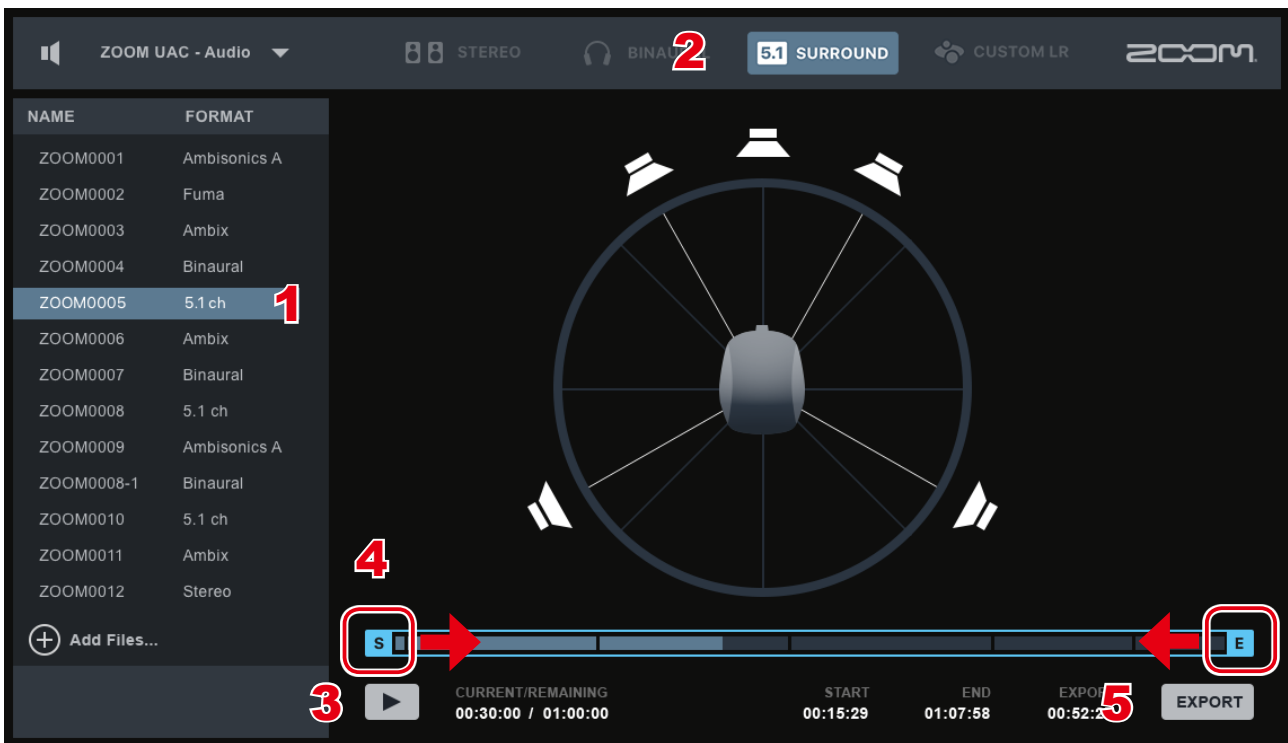 ZOOM UAC - Audio
STEREO
BINAURAL
2
5.1 SURROUND
CUSTOM LR
ZOOM
NAME FORMAT
ZOOM0001 Ambisonics A
ZOOM0002 Fuma
ZOOM0003 Ambix
ZOOM0004 Binaural
ZOOM0005 5.1 ch 1
ZOOM0006 Ambix
ZOOM0007 Binaural
ZOOM0008 5.1 ch
ZOOM0009 Ambisonics A
ZOOM0008-1 Binaural
ZOOM0010 5.1 ch
ZOOM0011 Ambix
ZOOM0012 Stereo
Add Files...
4
S
E
3
CURRENT/REMAINING
00:30:00 / 01:00:00
START
00:15:29
END
01:07:58
EXPORT
5
EXPORT